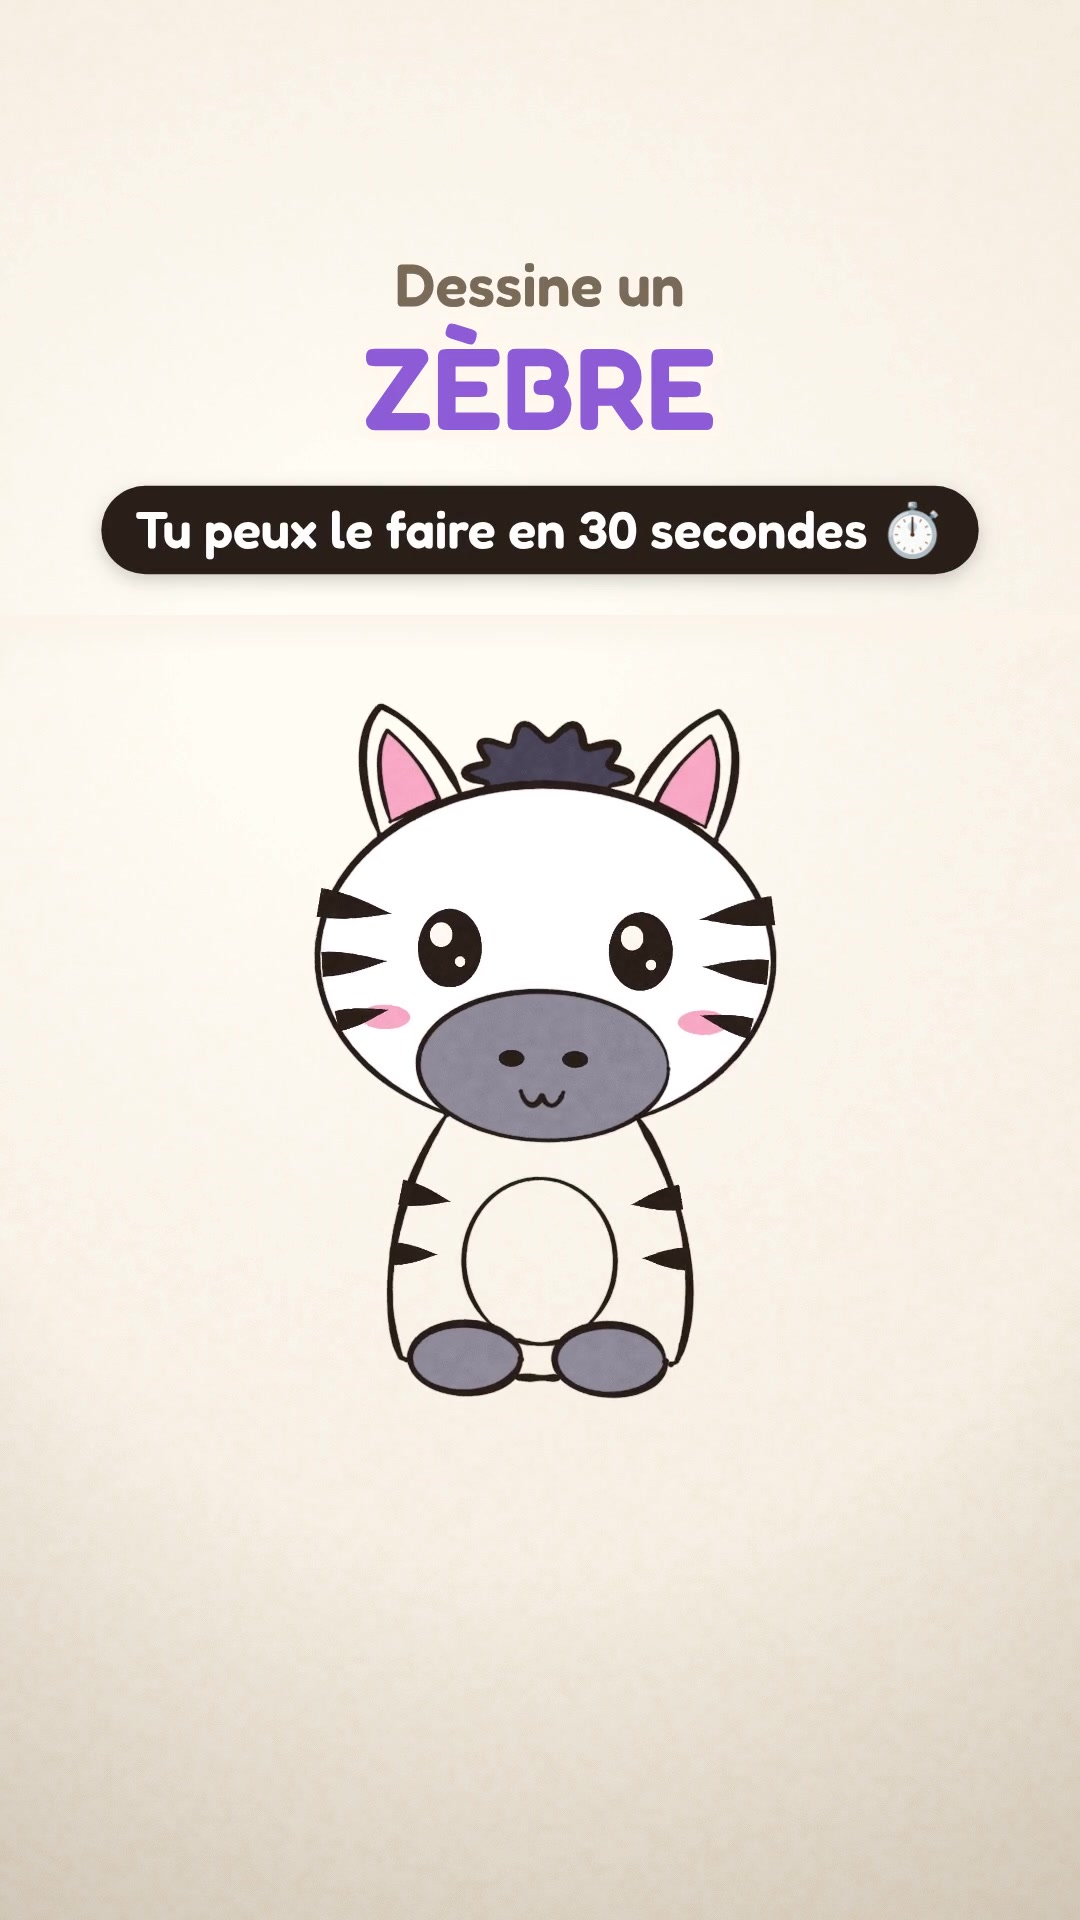 Dessine un
ZÈBRE
Tu peux le faire en 30 secondes ⏱️